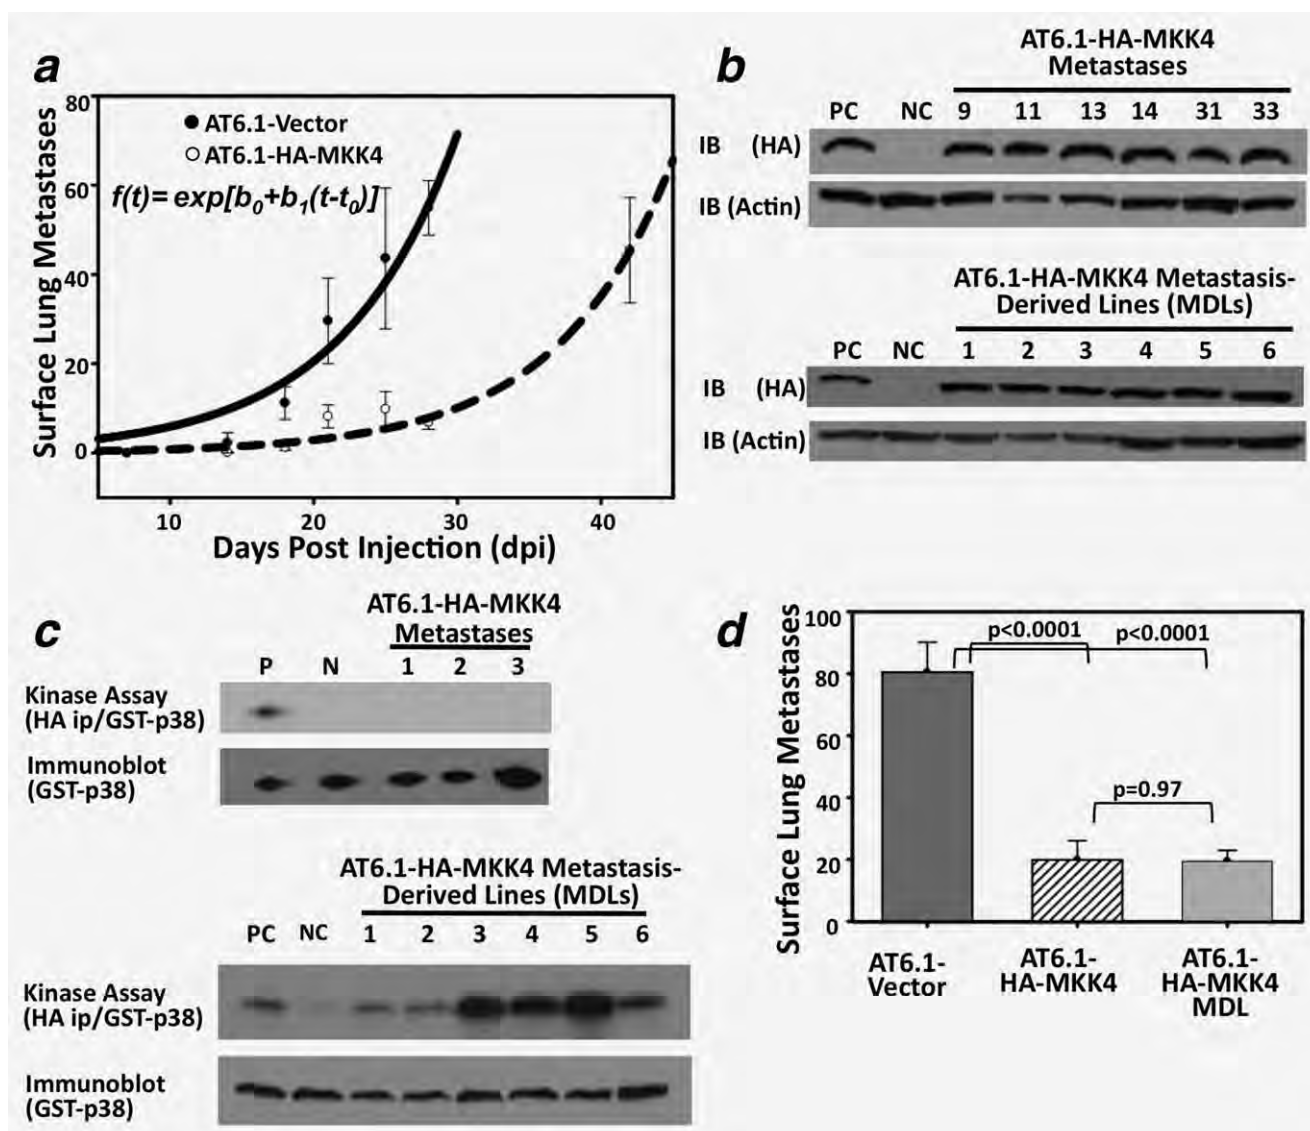 a
Surface Lung Metastases
80
60
40
20
0
AT6.1-Vector
AT6.1-HA-MKK4
f(t)= exp[b0+b1(t-t0)]
10 20 30 40
Days Post Injection (dpi)
b
AT6.1-HA-MKK4
Metastases
PC NC 9 11 13 14 31 33
IB (HA)
IB (Actin)
AT6.1-HA-MKK4 Metastasis-
Derived Lines (MDLs)
PC NC 1 2 3 4 5 6
IB (HA)
IB (Actin)
c
AT6.1-HA-MKK4
Metastases
P N 1 2 3
Kinase Assay
(HA ip/GST-p38)
Immunoblot
(GST-p38)
AT6.1-HA-MKK4 Metastasis-
Derived Lines (MDLs)
PC NC 1 2 3 4 5 6
Kinase Assay
(HA ip/GST-p38)
Immunoblot
(GST-p38)
d
Surface Lung Metastases
100
80
60
40
20
0
p<0.0001 p<0.0001
p=0.97
AT6.1-
Vector
AT6.1-
HA-MKK4
AT6.1-
HA-MKK4
MDL